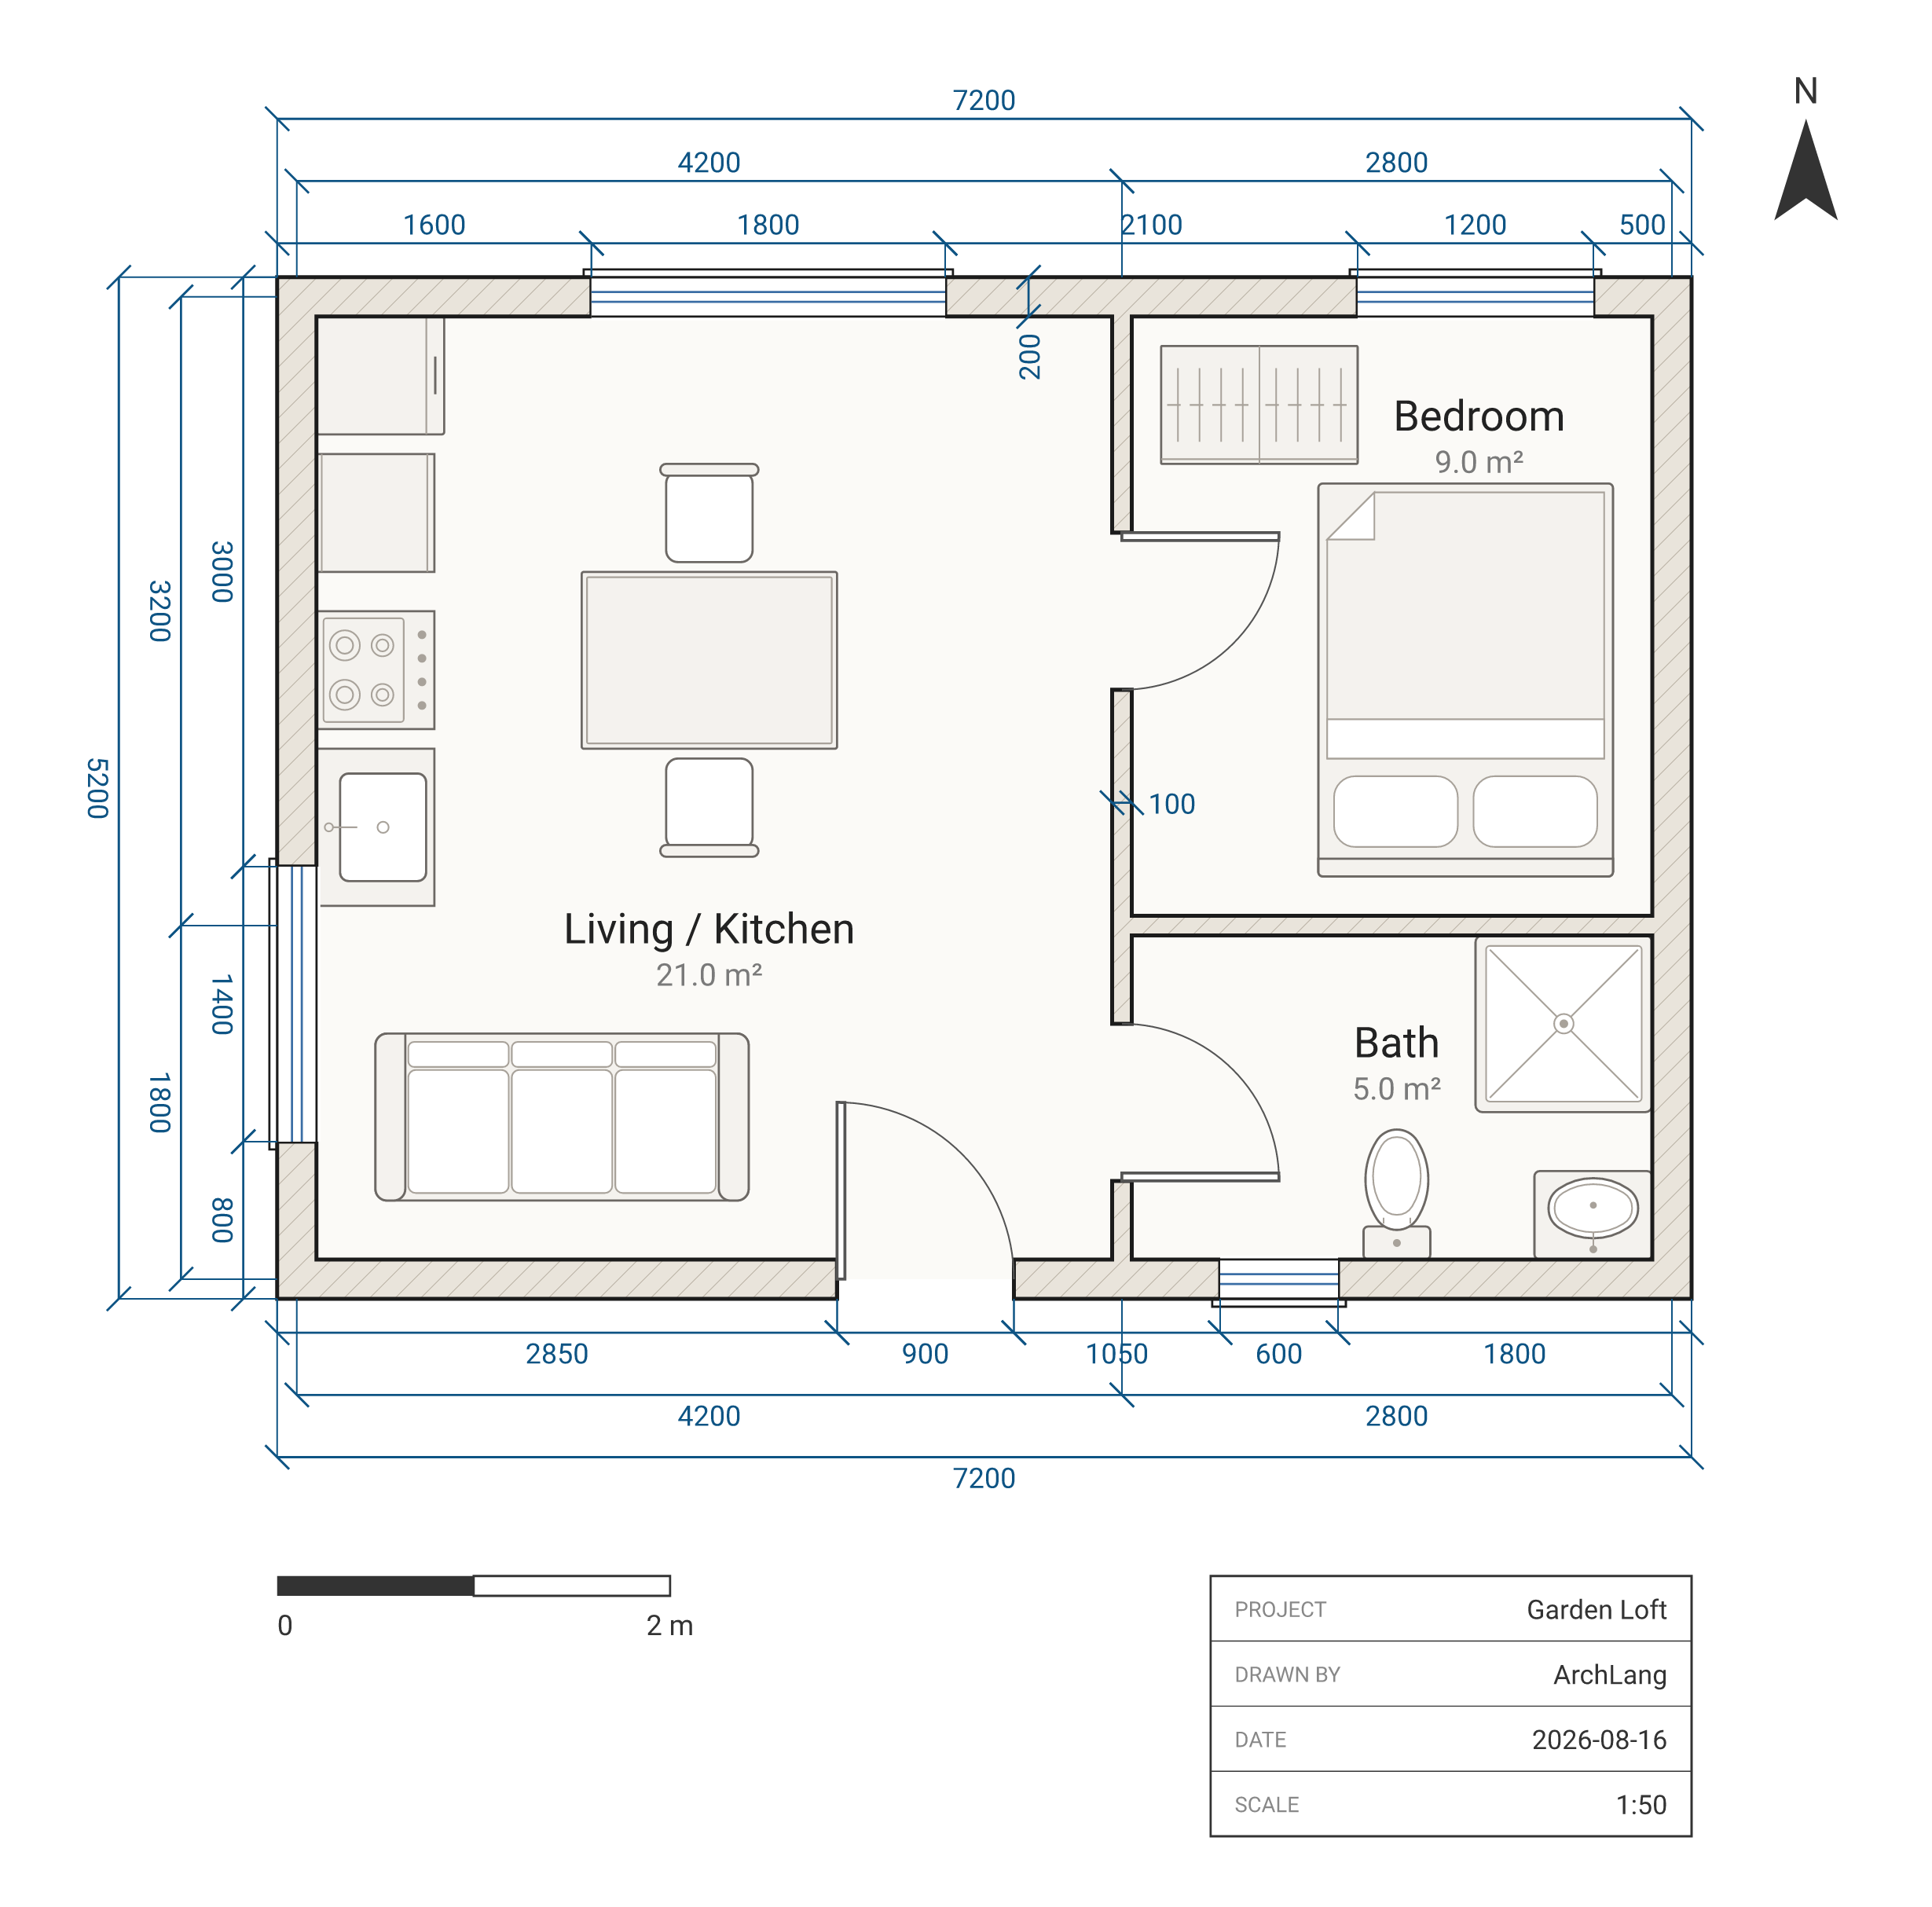 N
7200
4200
2800
1600
1800
2100
1200
500
200
Bedroom
9.0 m²
3000
3200
5200
100
Living / Kitchen
21.0 m²
1400
Bath
5.0 m²
1800
800
2850
900
1050
600
1800
4200
2800
7200
0
2 m
PROJECT Garden Loft
DRAWN BY ArchLang
DATE 2026-08-16
SCALE 1:50